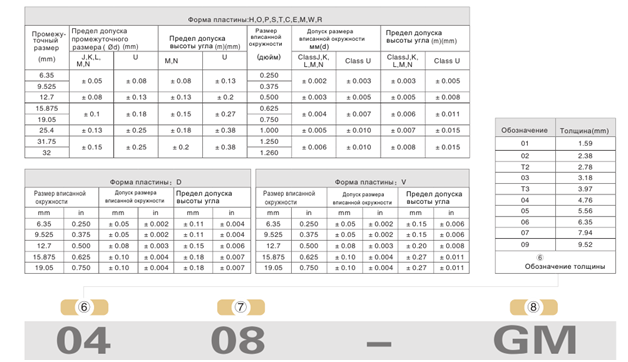 Форма пластины:H,O,P,S,T,C,E,M,W,R
Промежу-точный размер (mm) Предел допуска промежуточного размера ( Ød) (mm) Предел допуска высоты угла (m)(mm) Размер вписанной окружности (дюйм) Допуск размера вписанной окружности мм(d) Предел допуска высоты угла (m)(mm)
J,K,L, M,N U M,N U ClassJ,K, L,M,N Class U ClassJ,K, L,M,N Class U
6.35 ± 0.05 ± 0.08 ± 0.08 ± 0.13 0.250 ± 0.002 ± 0.003 ± 0.003 ± 0.005
9.525 0.375
12.7 ± 0.08 ± 0.13 ± 0.13 ± 0.2 0.500 ± 0.003 ± 0.005 ± 0.005 ± 0.008
15.875 ± 0.1 ± 0.18 ± 0.15 ± 0.27 0.625 ± 0.004 ± 0.007 ± 0.006 ± 0.011
19.05 0.750
25.4 ± 0.13 ± 0.25 ± 0.18 ± 0.38 1.000 ± 0.005 ± 0.010 ± 0.007 ± 0.015
31.75 ± 0.15 ± 0.25 ± 0.2 ± 0.38 1.250 ± 0.006 ± 0.010 ± 0.008 ± 0.015
32 1.260
Форма пластины: D
Размер вписанной окружности Допуск размера вписанной окружности Предел допуска высоты угла
mm in mm in mm in
6.35 0.250 ± 0.05 ± 0.002 ± 0.11 ± 0.004
9.525 0.375 ± 0.05 ± 0.002 ± 0.11 ± 0.004
12.7 0.500 ± 0.08 ± 0.003 ± 0.15 ± 0.006
15.875 0.625 ± 0.10 ± 0.004 ± 0.18 ± 0.007
19.05 0.750 ± 0.10 ± 0.004 ± 0.18 ± 0.007
Форма пластины: V
Размер вписанной окружности Допуск размера вписанной окружности Предел допуска высоты угла
mm in mm in mm in
6.35 0.250 ± 0.05 ± 0.002 ± 0.15 ± 0.006
9.525 0.375 ± 0.05 ± 0.002 ± 0.15 ± 0.006
12.7 0.500 ± 0.08 ± 0.003 ± 0.20 ± 0.008
15.875 0.625 ± 0.10 ± 0.004 ± 0.27 ± 0.011
19.05 0.750 ± 0.10 ± 0.004 ± 0.27 ± 0.011
Обозначение Толщина(mm)
01 1.59
02 2.38
T2 2.78
03 3.18
T3 3.97
04 4.76
05 5.56
06 6.35
07 7.94
09 9.52
⑥
Обозначение толщины
⑥ ⑦ ⑧
04 08 – GM